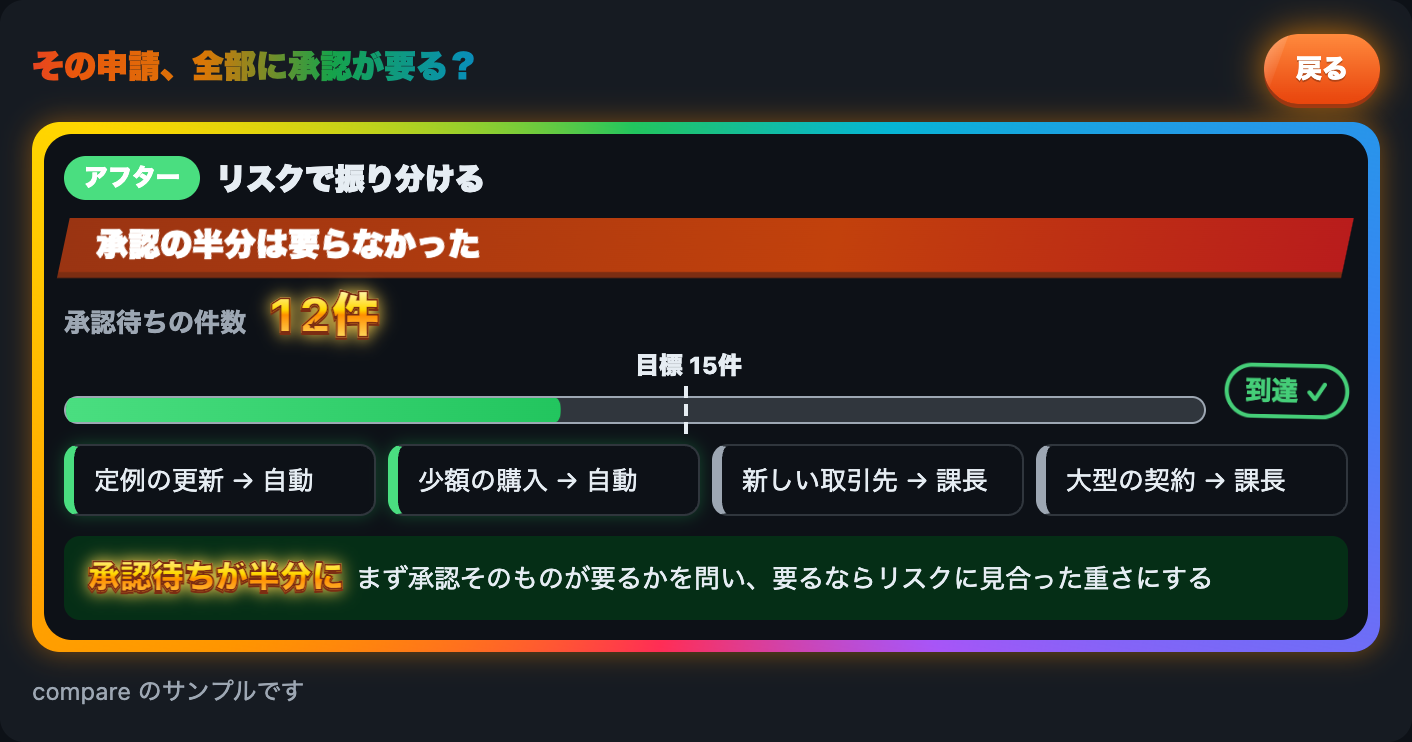 その申請、全部に承認が要る？
戻る
アフター リスクで振り分ける
承認の半分は要らなかった
承認待ちの件数 12件
目標 15件
到達 ✓
定例の更新 → 自動
少額の購入 → 自動
新しい取引先 → 課長
大型の契約 → 課長
承認待ちが半分に まず承認そのものが要るかを問い、要るならリスクに見合った重さにする
compare のサンプルです